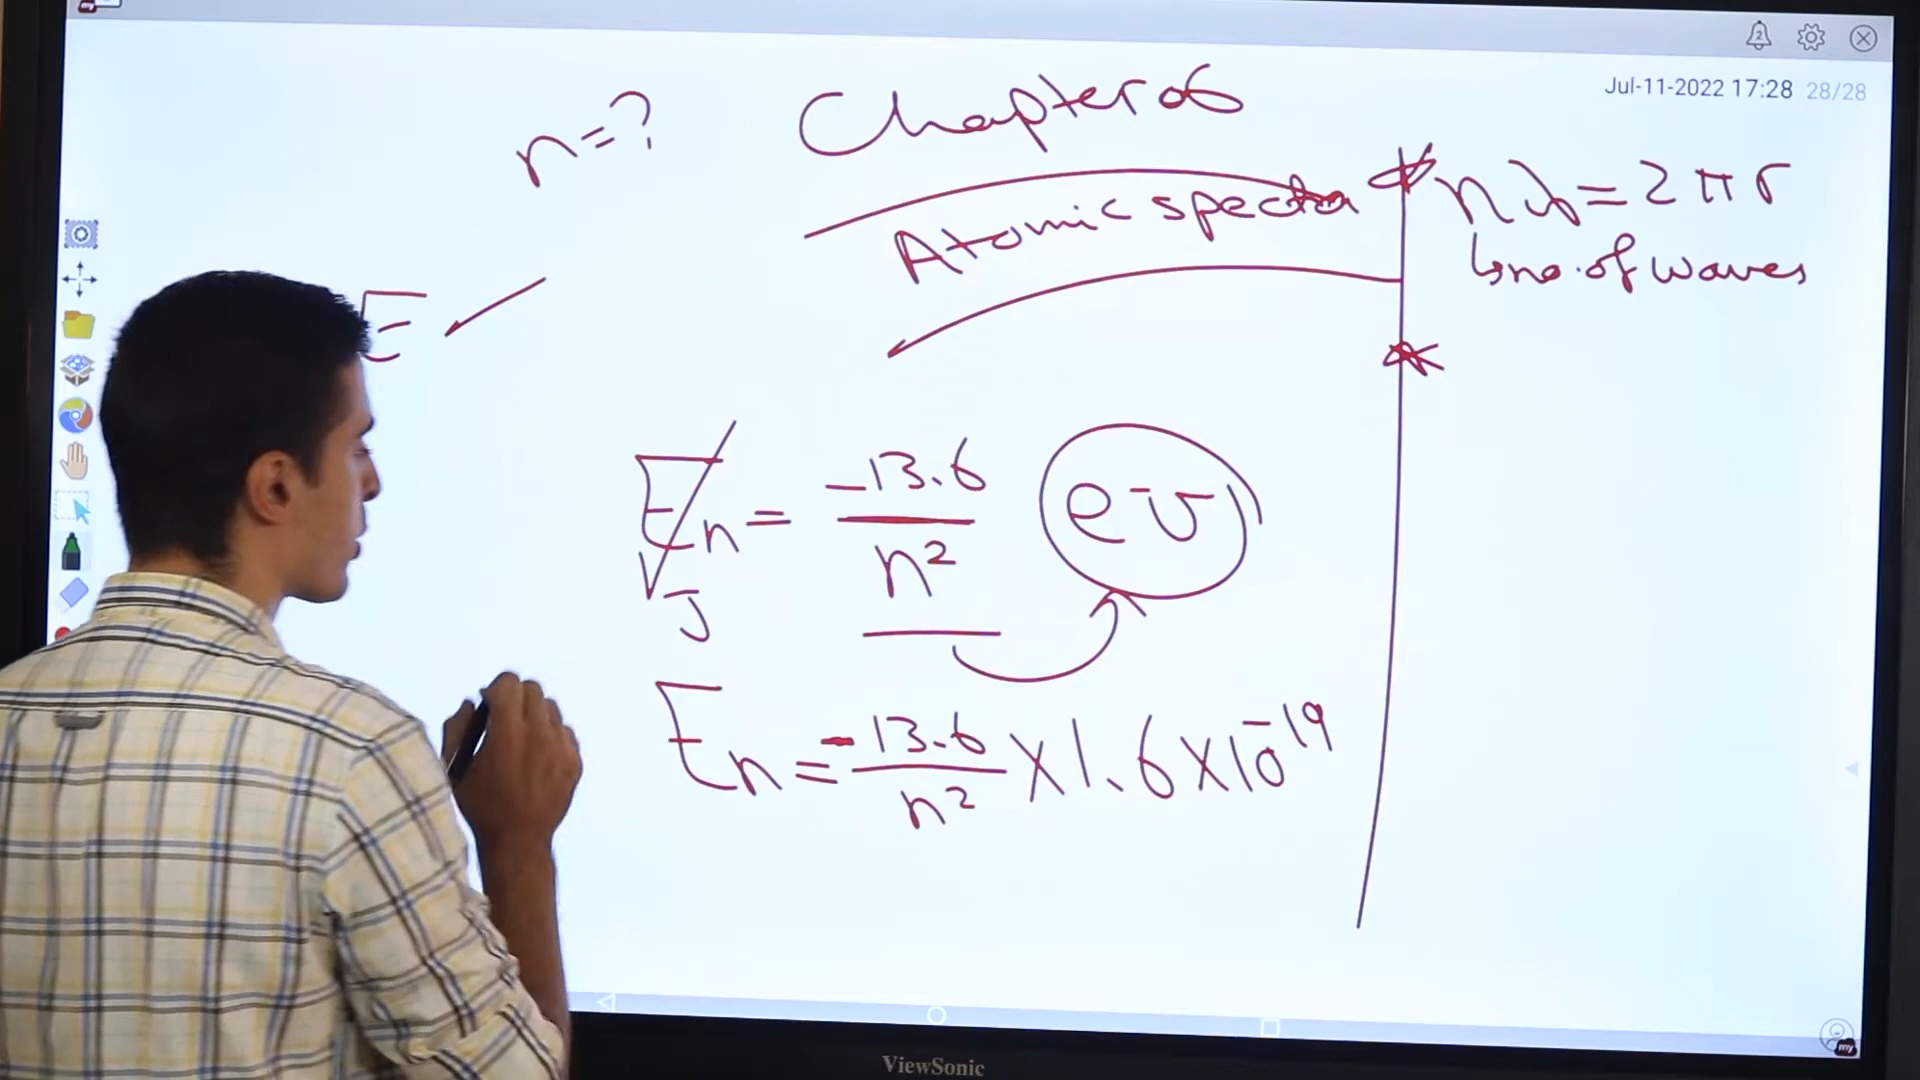 Jul-11-2022 17:28 28/28
n=?
Chapter 06
Atomic spectra
nλ=2πr
no. of waves
E
En = -13.6/n² ev
J
En = -13.6/n² X 1.6 X 10⁻¹⁹
ViewSonic